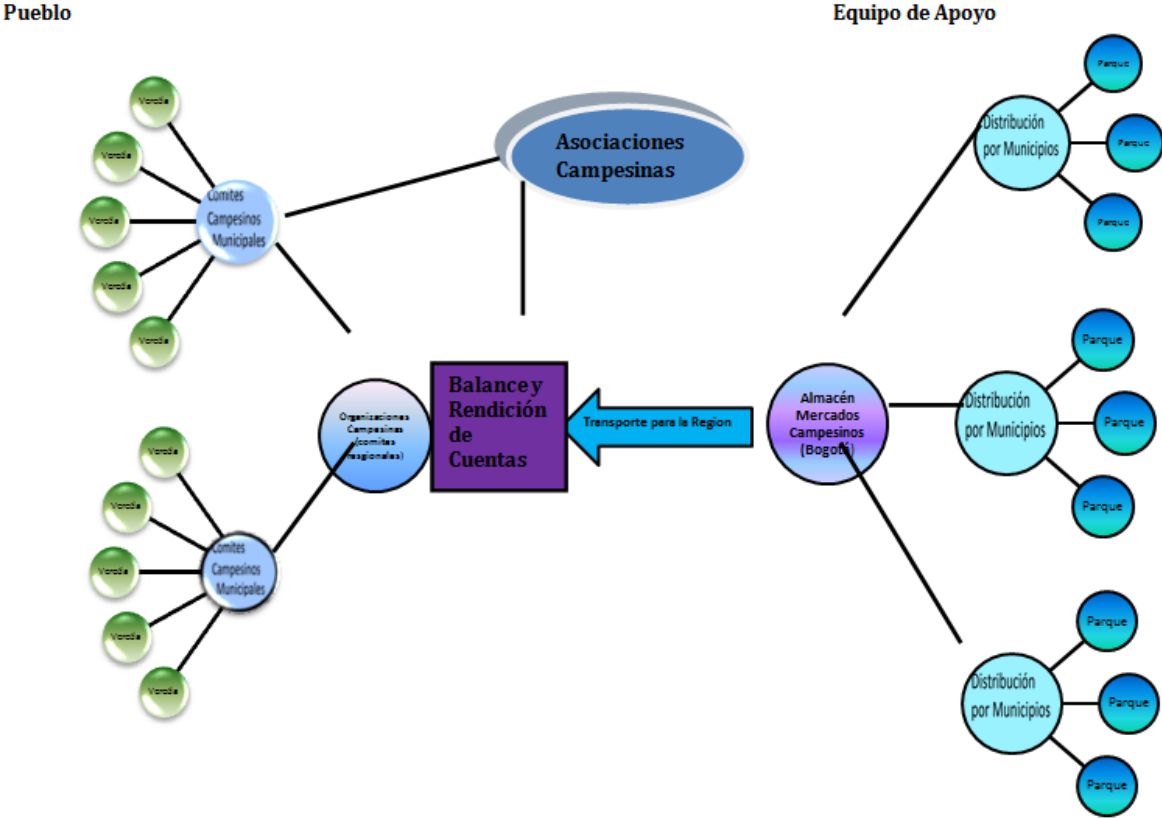 Pueblo
Equipo de Apoyo
Asociaciones
Campesinas
Vereda
Vereda
Vereda
Vereda
Vereda
Comites
Campesinos
Municipales
Organizaciones
Campesinas
(comites
Balance y
Rendición
de
Cuentas
Transporte para la Region
Almacén
Mercados
Campesinos
(Bogotá)
Vereda
Vereda
Vereda
Vereda
Vereda
Comites
Campesinos
Municipales
Distribución
por Municipios
Parque
Parque
Parque
Distribución
por Municipios
Parque
Parque
Parque
Distribución
por Municipios
Parque
Parque
Parque